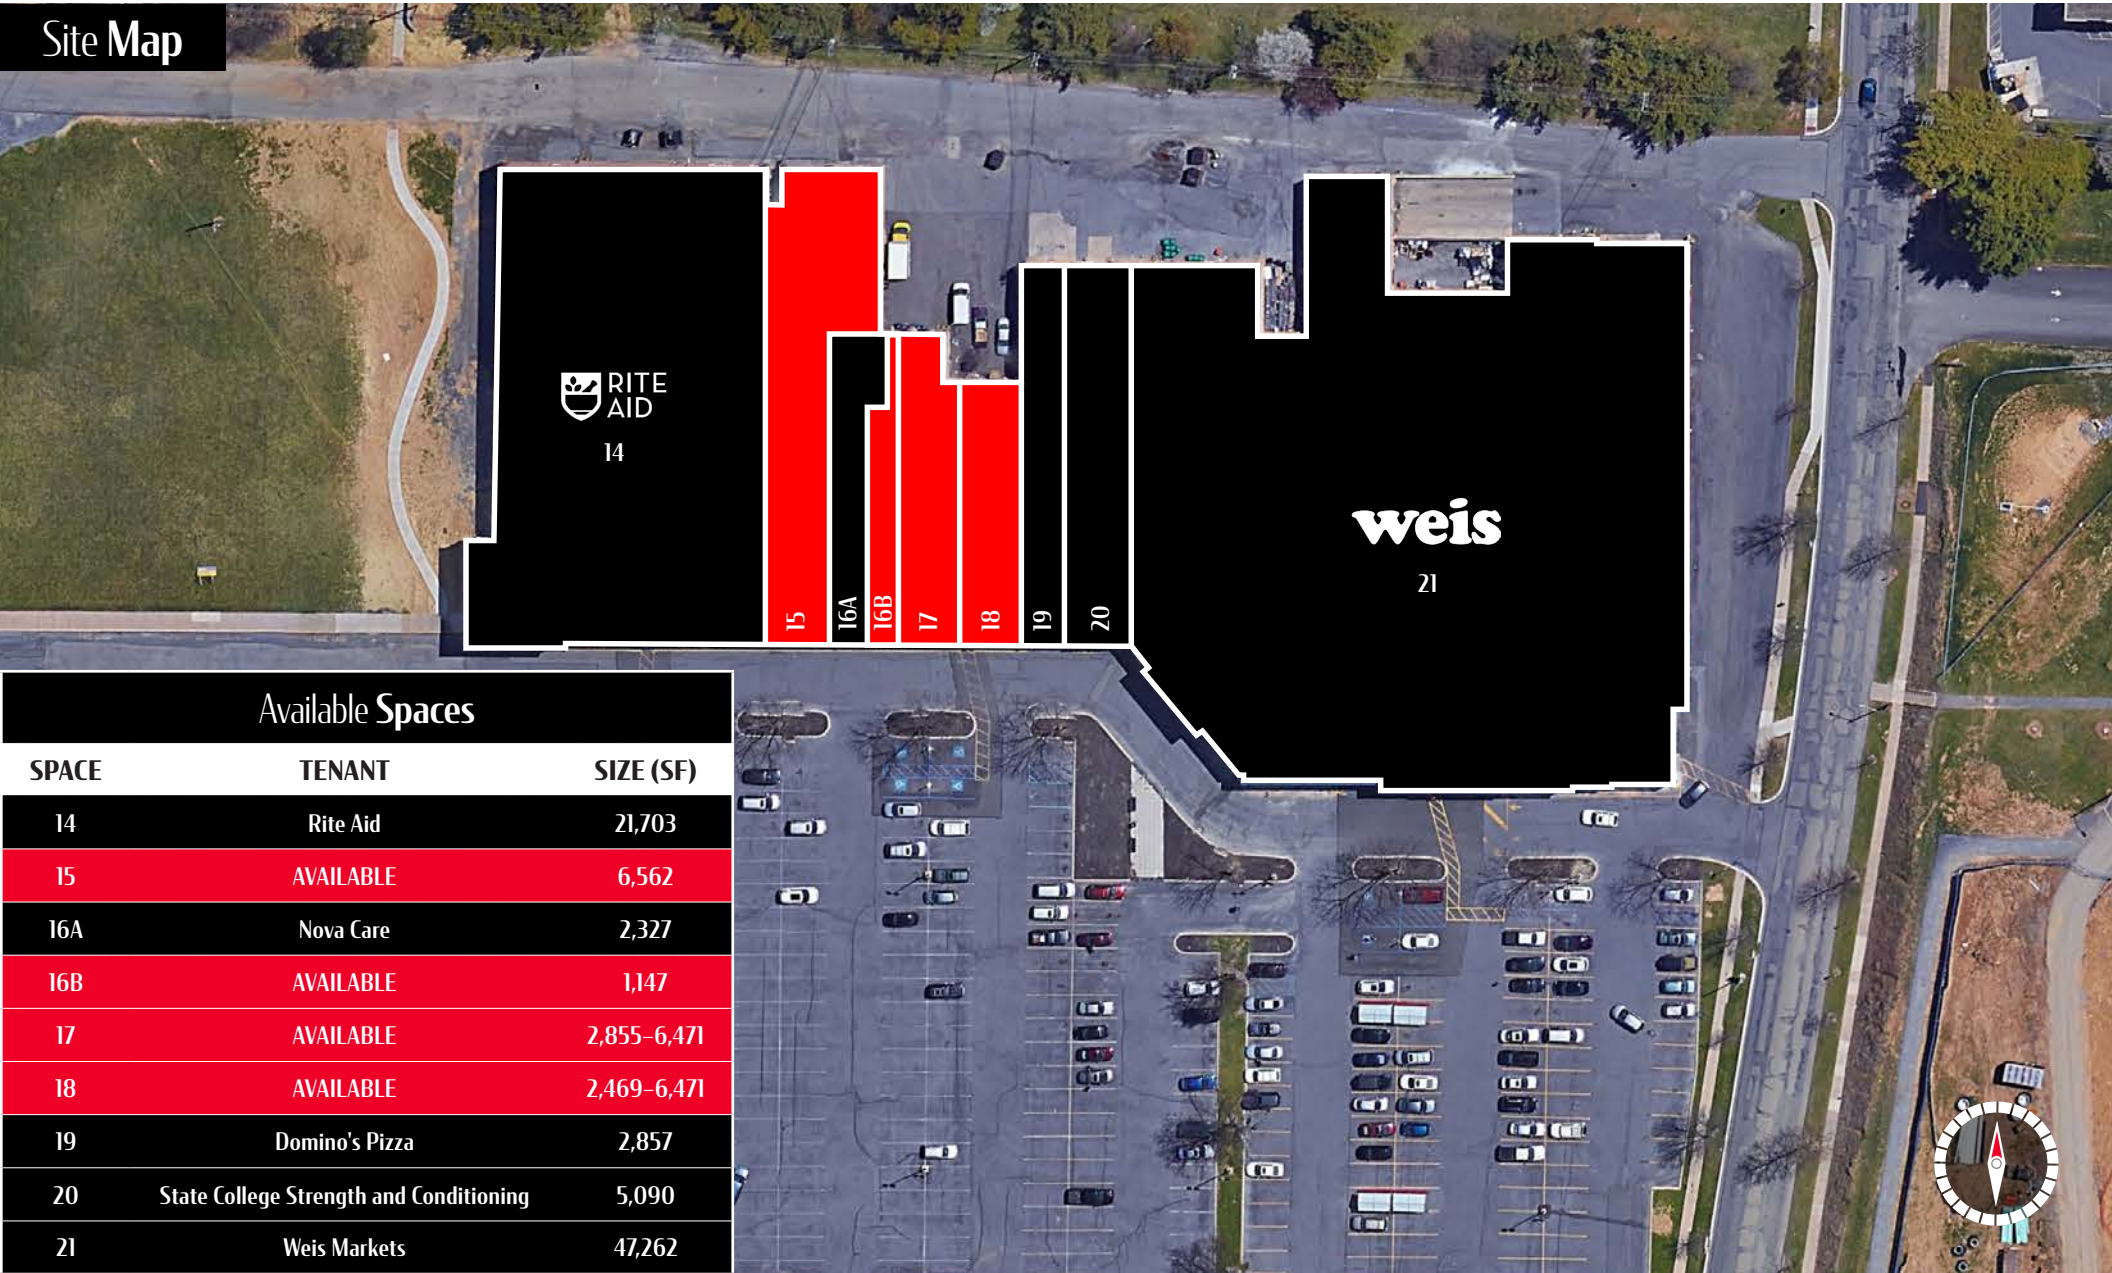 Site Map
RITE
AID
14
15
16A
16B
17
18
19
20
weis
21
Available Spaces
SPACE TENANT SIZE (SF)
14 Rite Aid 21,703
15 AVAILABLE 6,562
16A Nova Care 2,327
16B AVAILABLE 1,147
17 AVAILABLE 2,855–6,471
18 AVAILABLE 2,469–6,471
19 Domino's Pizza 2,857
20 State College Strength and Conditioning 5,090
21 Weis Markets 47,262